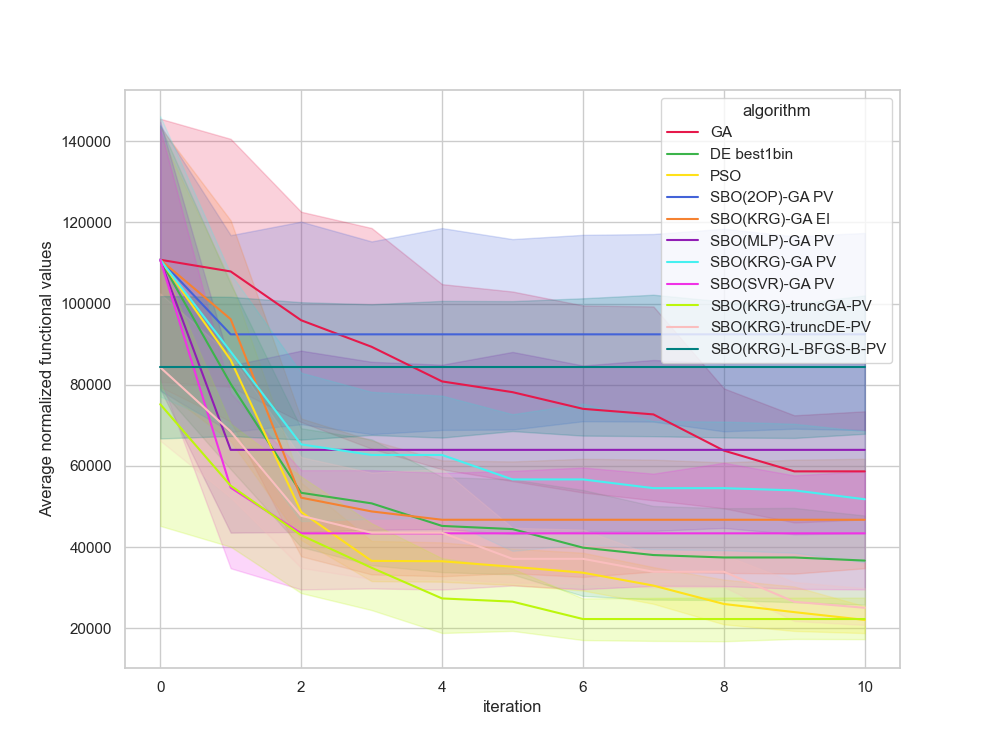 algorithm
GA
DE best1bin
PSO
SBO(2OP)-GA PV
SBO(KRG)-GA EI
SBO(MLP)-GA PV
SBO(KRG)-GA PV
SBO(SVR)-GA PV
SBO(KRG)-truncGA-PV
SBO(KRG)-truncDE-PV
SBO(KRG)-L-BFGS-B-PV
Average normalized functional values
140000
120000
100000
80000
60000
40000
20000
0 2 4 6 8 10
iteration